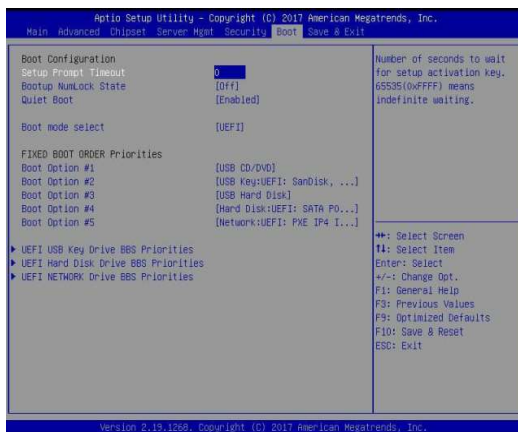 Aptio Setup Utility – Copyright (C) 2017 American Megatrends, Inc.
Main Advanced Chipset Server Mgmt Security Boot Save & Exit
Boot Configuration
Setup Prompt Timeout 0
Bootup NumLock State [Off]
Quiet Boot [Enabled]
Boot mode select [UEFI]
FIXED BOOT ORDER Priorities
Boot Option #1 [USB CD/DVD]
Boot Option #2 [USB Key:UEFI: SanDisk, ...]
Boot Option #3 [USB Hard Disk]
Boot Option #4 [Hard Disk:UEFI: SATA PO...]
Boot Option #5 [Network:UEFI: PXE IP4 I...]
UEFI USB Key Drive BBS Priorities
UEFI Hard Disk Drive BBS Priorities
UEFI NETWORK Drive BBS Priorities
Number of seconds to wait
for setup activation key.
65535(0xFFFF) means
indefinite waiting.
→←: Select Screen
↑↓: Select Item
Enter: Select
+/-: Change Opt.
F1: General Help
F3: Previous Values
F9: Optimized Defaults
F10: Save & Reset
ESC: Exit
Version 2.19.1268. Copyright (C) 2017 American Megatrends, Inc.